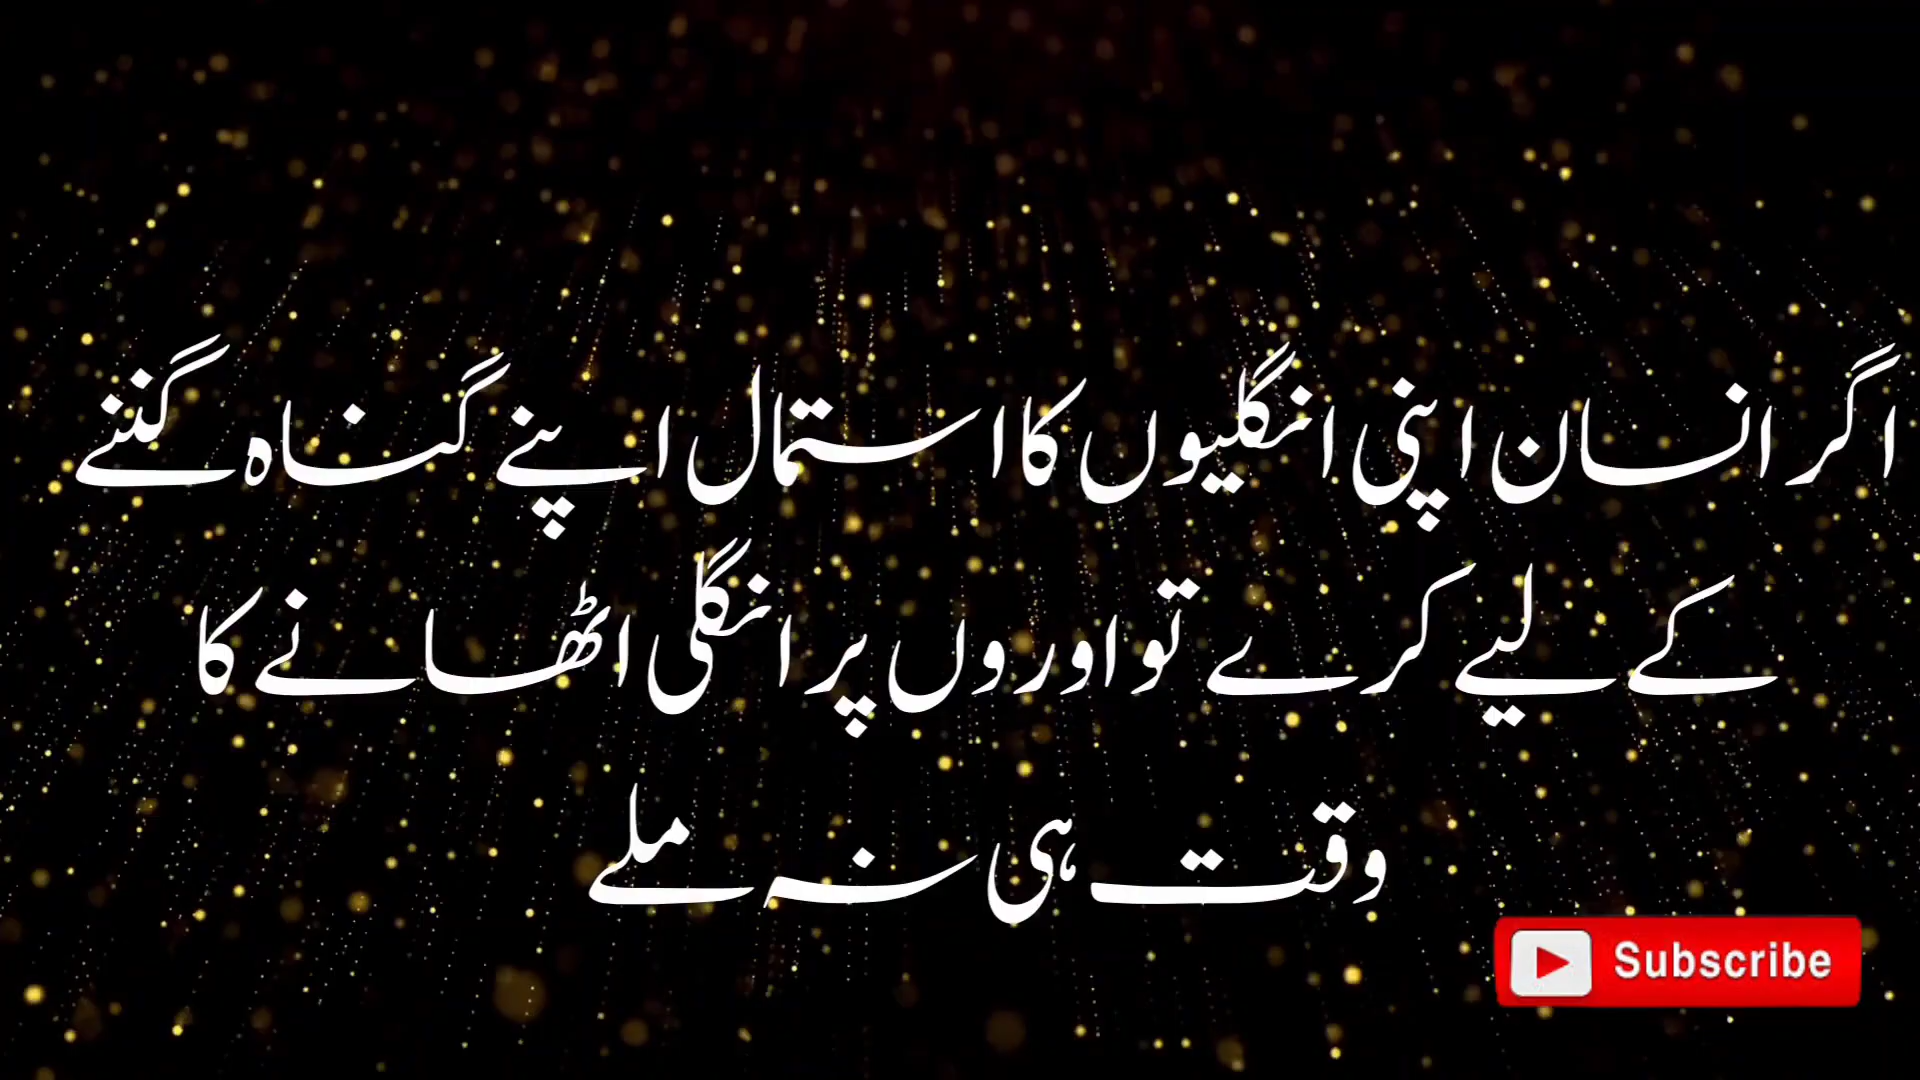 اگر انسان اپنی انگلیوں کا استمال اپنے گناہ گننے
کے لیے کرے تو اوروں پر انگلی اٹھانے کا
وقت ہی نہ ملے
Subscribe